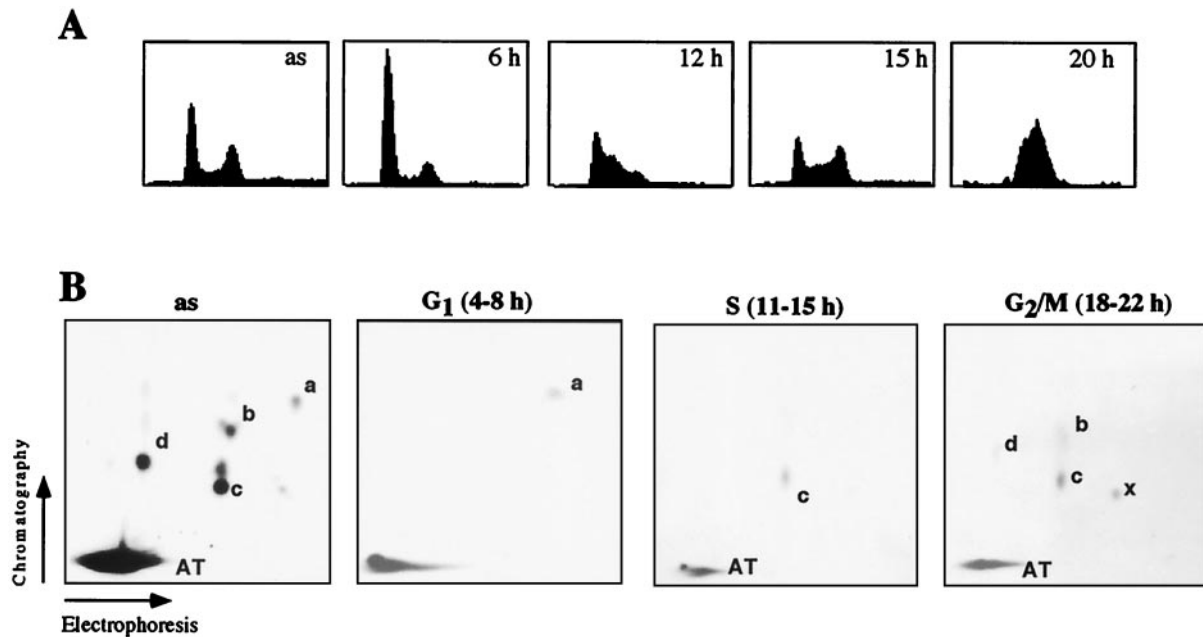 A
as
6 h
12 h
15 h
20 h
B
as
G1 (4-8 h)
S (11-15 h)
G2/M (18-22 h)
a
b
d
c
AT
a
c
AT
b
d
c
x
AT
Chromatography
Electrophoresis